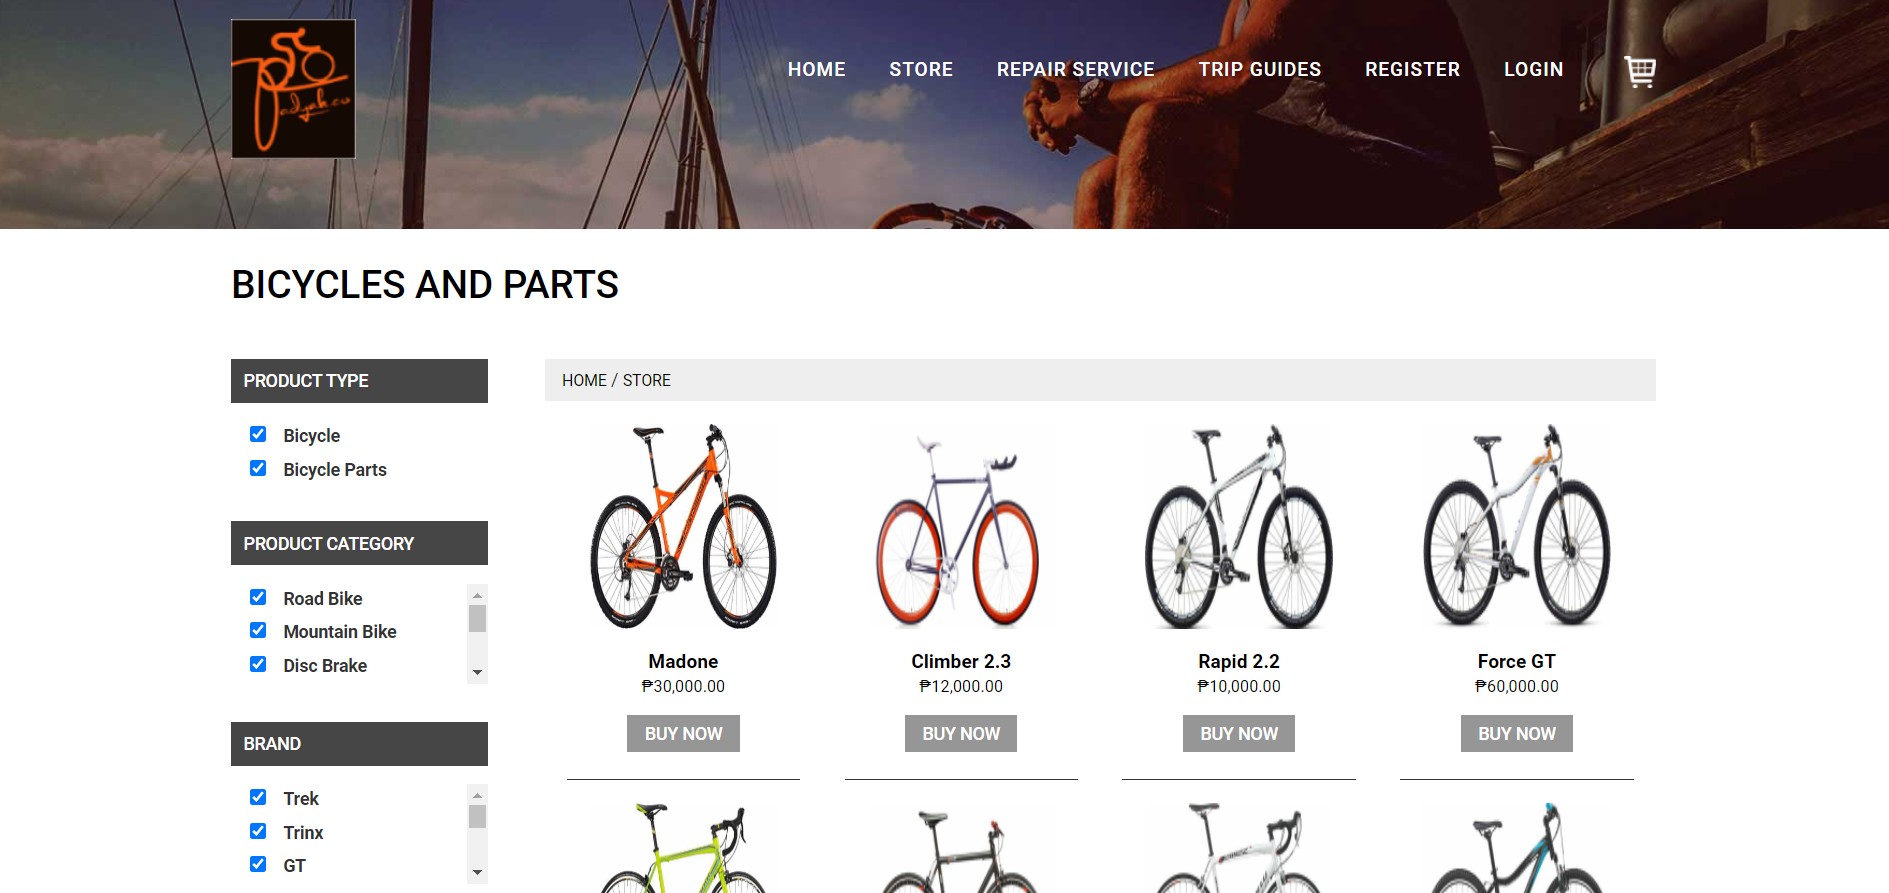 Padyak.co
HOME STORE REPAIR SERVICE TRIP GUIDES REGISTER LOGIN
BICYCLES AND PARTS
PRODUCT TYPE
Bicycle
Bicycle Parts
PRODUCT CATEGORY
Road Bike
Mountain Bike
Disc Brake
BRAND
Trek
Trinx
GT
HOME / STORE
Madone
₱30,000.00
BUY NOW
Climber 2.3
₱12,000.00
BUY NOW
Rapid 2.2
₱10,000.00
BUY NOW
Force GT
₱60,000.00
BUY NOW